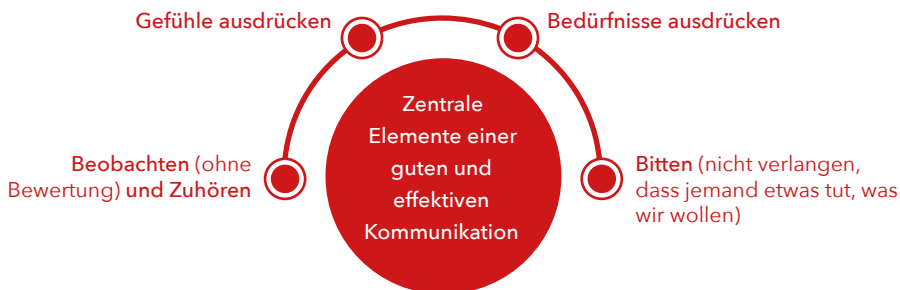 Gefühle ausdrücken
Bedürfnisse ausdrücken
Zentrale
Elemente einer
guten und
effektiven
Kommunikation
Beobachten (ohne
Bewertung) und Zuhören
Bitten (nicht verlangen,
dass jemand etwas tut, was
wir wollen)